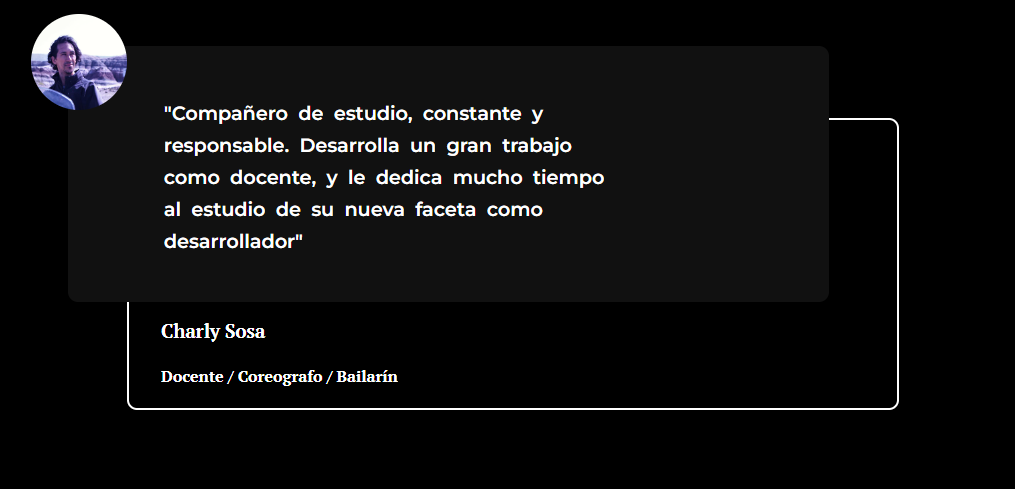 "Compañero de estudio, constante y
responsable. Desarrolla un gran trabajo
como docente, y le dedica mucho tiempo
al estudio de su nueva faceta como
desarrollador"
Charly Sosa
Docente / Coreografo / Bailarín